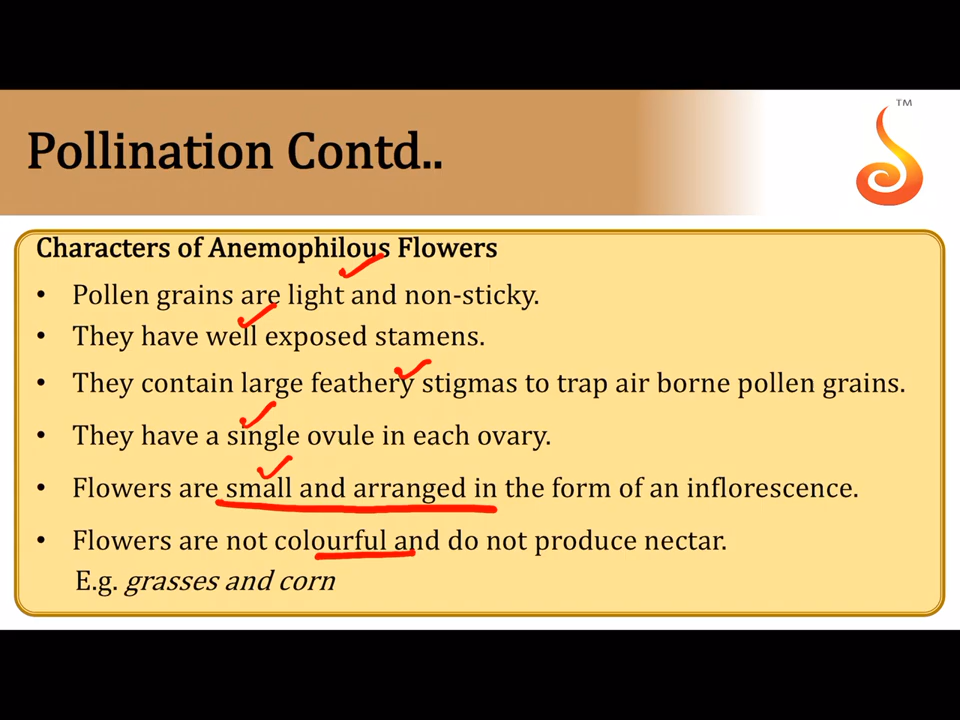 Pollination Contd..
TM
Characters of Anemophilous Flowers
• Pollen grains are light and non-sticky.
• They have well exposed stamens.
• They contain large feathery stigmas to trap air borne pollen grains.
• They have a single ovule in each ovary.
• Flowers are small and arranged in the form of an inflorescence.
• Flowers are not colourful and do not produce nectar.
E.g. grasses and corn